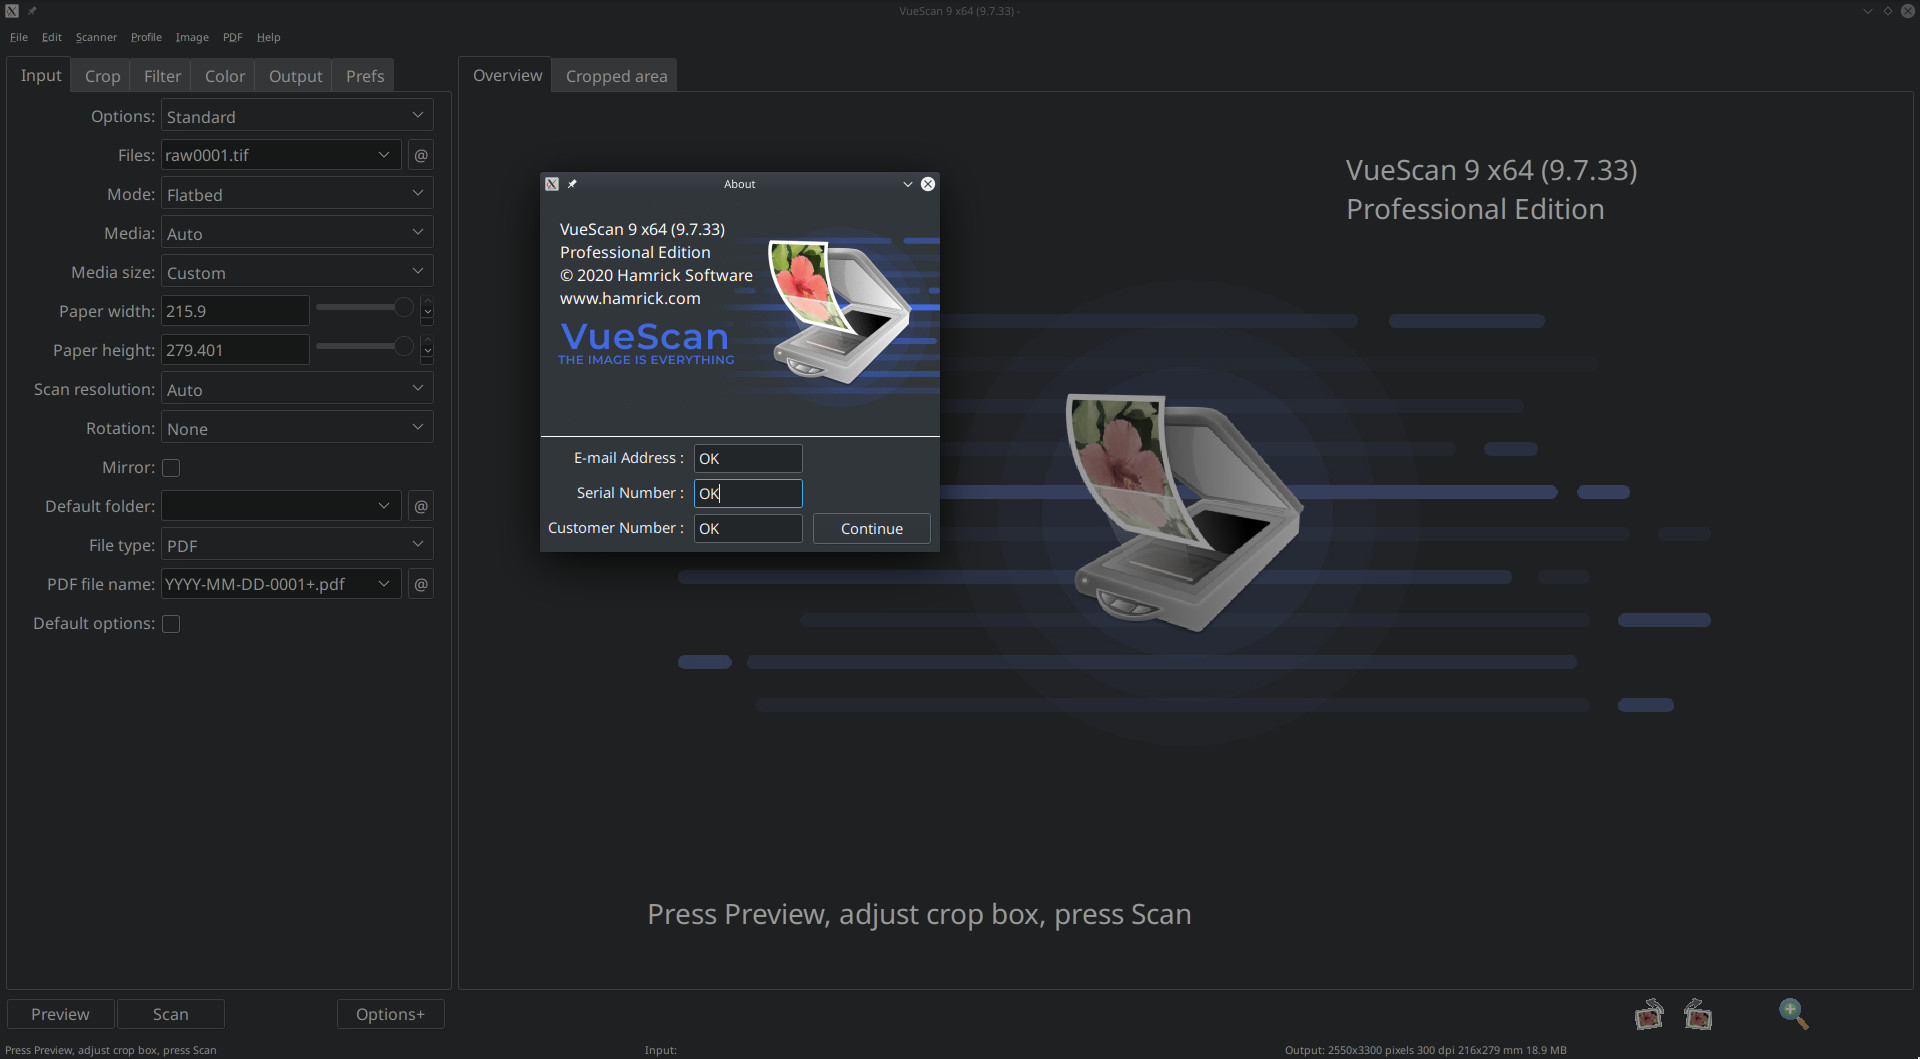 VueScan 9 x64 (9.7.33) -
File Edit Scanner Profile Image PDF Help
Input Crop Filter Color Output Prefs
Overview Cropped area
Options: Standard
Files: raw0001.tif @
Mode: Flatbed
Media: Auto
Media size: Custom
Paper width: 215.9
Paper height: 279.401
Scan resolution: Auto
Rotation: None
Mirror:
Default folder: @
File type: PDF
PDF file name: YYYY-MM-DD-0001+.pdf @
Default options:
VueScan 9 x64 (9.7.33)
Professional Edition
About
VueScan 9 x64 (9.7.33)
Professional Edition
© 2020 Hamrick Software
www.hamrick.com
VueScan
THE IMAGE IS EVERYTHING
E-mail Address : OK
Serial Number : OK
Customer Number : OK Continue
Press Preview, adjust crop box, press Scan
Preview Scan Options+
Press Preview, adjust crop box, press Scan Input: Output: 2550x3300 pixels 300 dpi 216x279 mm 18.9 MB